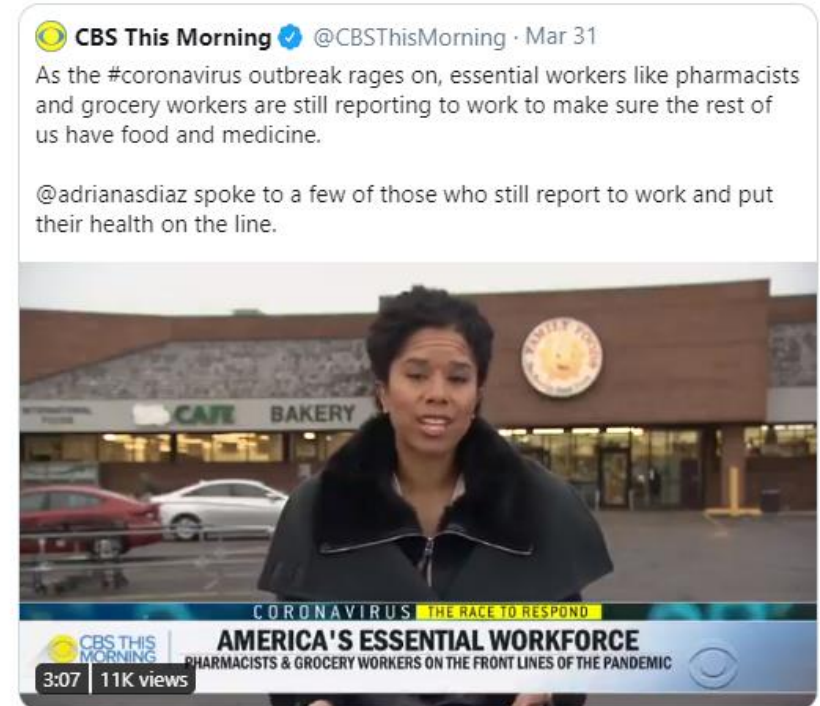 CBS This Morning @CBSThisMorning · Mar 31
As the #coronavirus outbreak rages on, essential workers like pharmacists
and grocery workers are still reporting to work to make sure the rest of
us have food and medicine.
@adrianasdiaz spoke to a few of those who still report to work and put
their health on the line.
FAMILY FOODS
CAFE BAKERY
CORONAVIRUS THE RACE TO RESPOND
CBS THIS
MORNING
AMERICA'S ESSENTIAL WORKFORCE
PHARMACISTS & GROCERY WORKERS ON THE FRONT LINES OF THE PANDEMIC
3:07 11K views